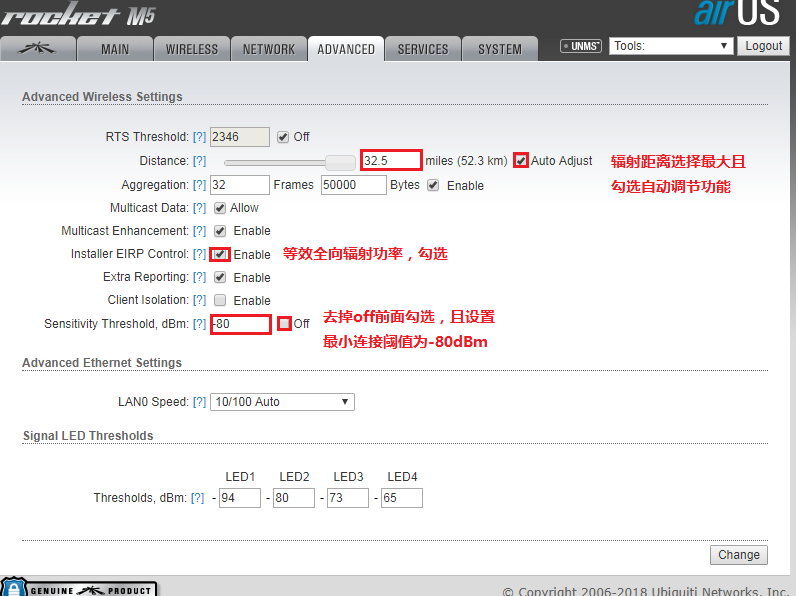 rocket M5
airOS
MAIN WIRELESS NETWORK ADVANCED SERVICES SYSTEM UNMS™ Tools: Logout
Advanced Wireless Settings
RTS Threshold: [?] 2346 Off
Distance: [?] 32.5 miles (52.3 km) Auto Adjust
辐射距离选择最大且
勾选自动调节功能
Aggregation: [?] 32 Frames 50000 Bytes Enable
Multicast Data: [?] Allow
Multicast Enhancement: [?] Enable
Installer EIRP Control: [?] Enable 等效全向辐射功率，勾选
Extra Reporting: [?] Enable
Client Isolation: [?] Enable
Sensitivity Threshold, dBm: [?] -80 Off
去掉off前面勾选，且设置
最小连接阈值为-80dBm
Advanced Ethernet Settings
LAN0 Speed: [?] 10/100 Auto
Signal LED Thresholds
LED1 LED2 LED3 LED4
Thresholds, dBm: [?] - 94 - 80 - 73 - 65
Change
GENUINE PRODUCT
© Copyright 2006-2018 Ubiquiti Networks, Inc.